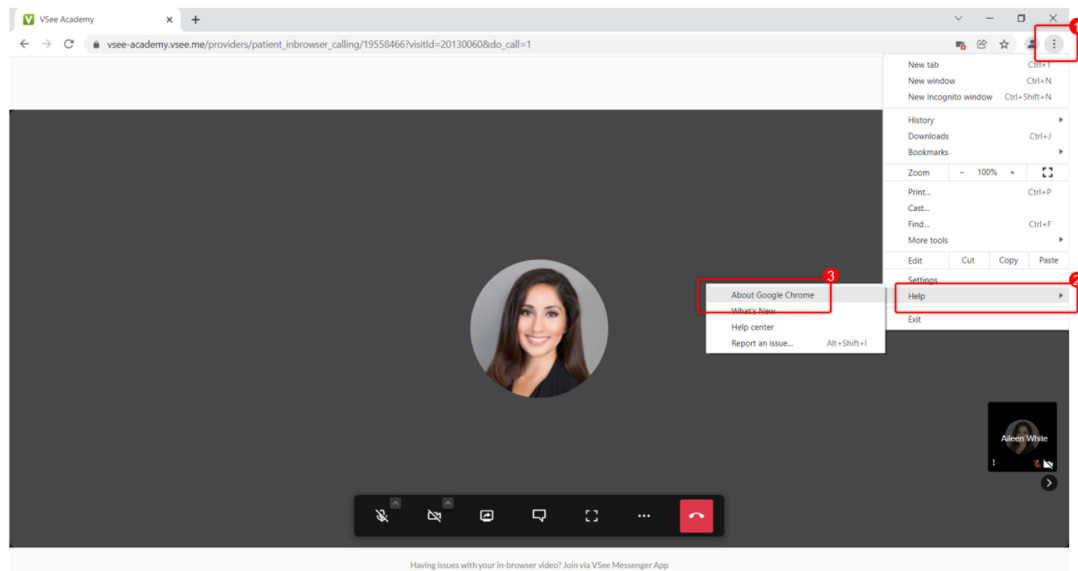 VSee Academy
vsee-academy.vsee.me/providers/patient_inbrowser_calling/19558466?visitId=20130060&do_call=1
1
New tab Ctrl+T
New window Ctrl+N
New Incognito window Ctrl+Shift+N
History
Downloads Ctrl+J
Bookmarks
Zoom - 100% +
Print... Ctrl+P
Cast...
Find... Ctrl+F
More tools
Edit Cut Copy Paste
Settings
2
Help
Exit
3
About Google Chrome
What's New
Help center
Report an issue... Alt+Shift+I
Aileen White
Having issues with your in-browser video? Join via VSee Messenger App